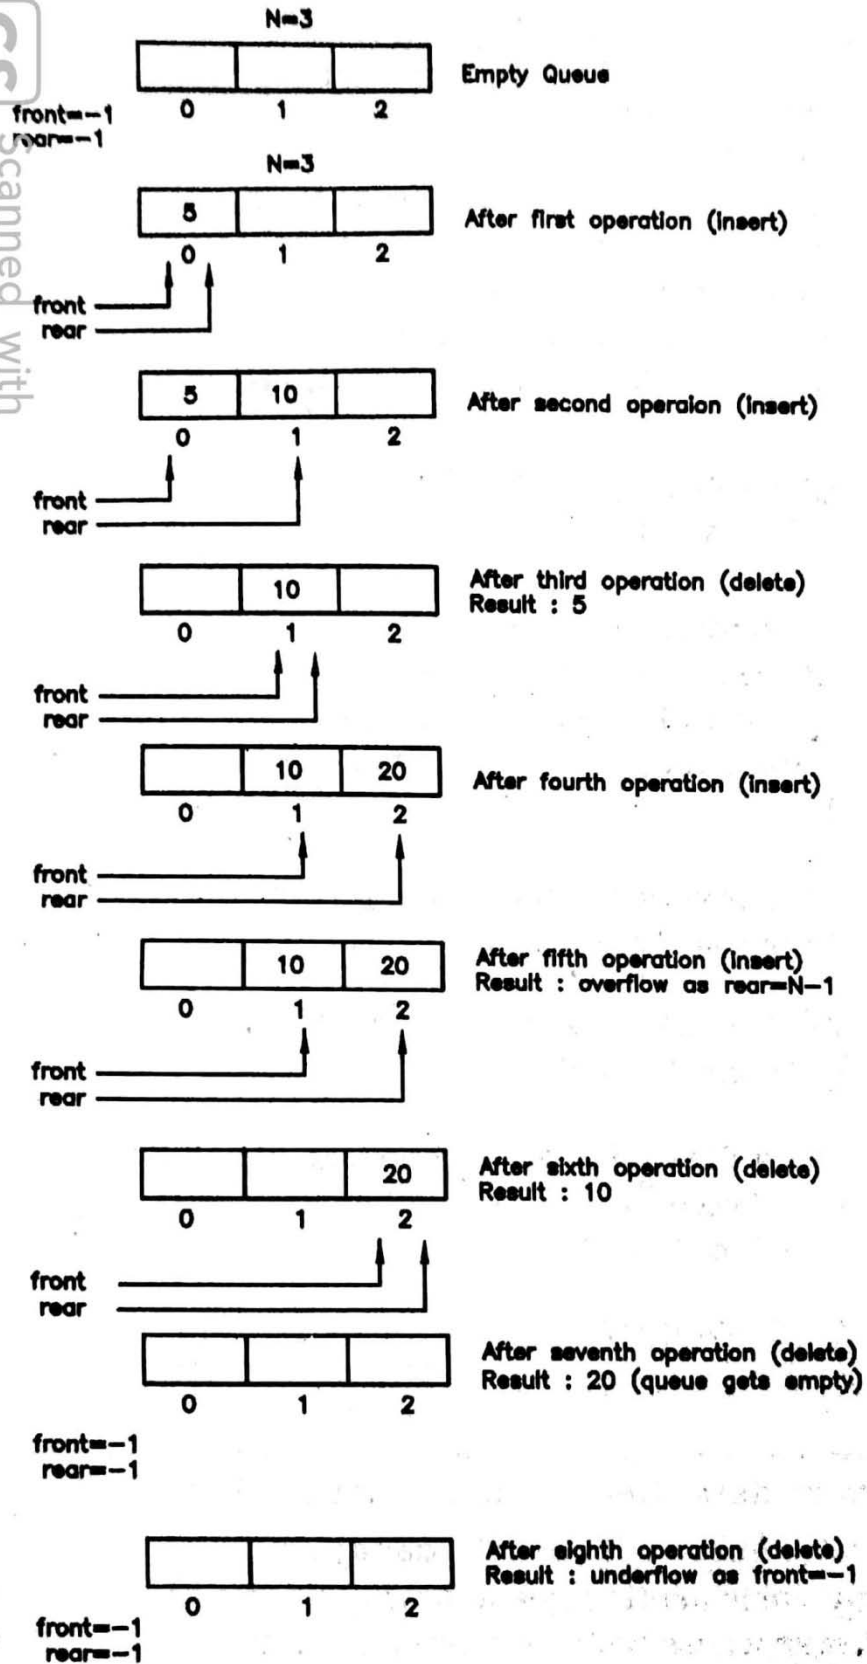 N=3
Empty Queue
0 1 2
front=-1
rear=-1
N=3
5
After first operation (insert)
0 1 2
front
rear
5 10
After second operaion (insert)
0 1 2
front
rear
10
After third operation (delete)
Result : 5
0 1 2
front
rear
10 20
After fourth operation (insert)
0 1 2
front
rear
10 20
After fifth operation (insert)
Result : overflow as rear=N-1
0 1 2
front
rear
20
After sixth operation (delete)
Result : 10
0 1 2
front
rear
After seventh operation (delete)
Result : 20 (queue gets empty)
0 1 2
front=-1
rear=-1
After eighth operation (delete)
Result : underflow as front=-1
0 1 2
front=-1
rear=-1
CS Scanned with